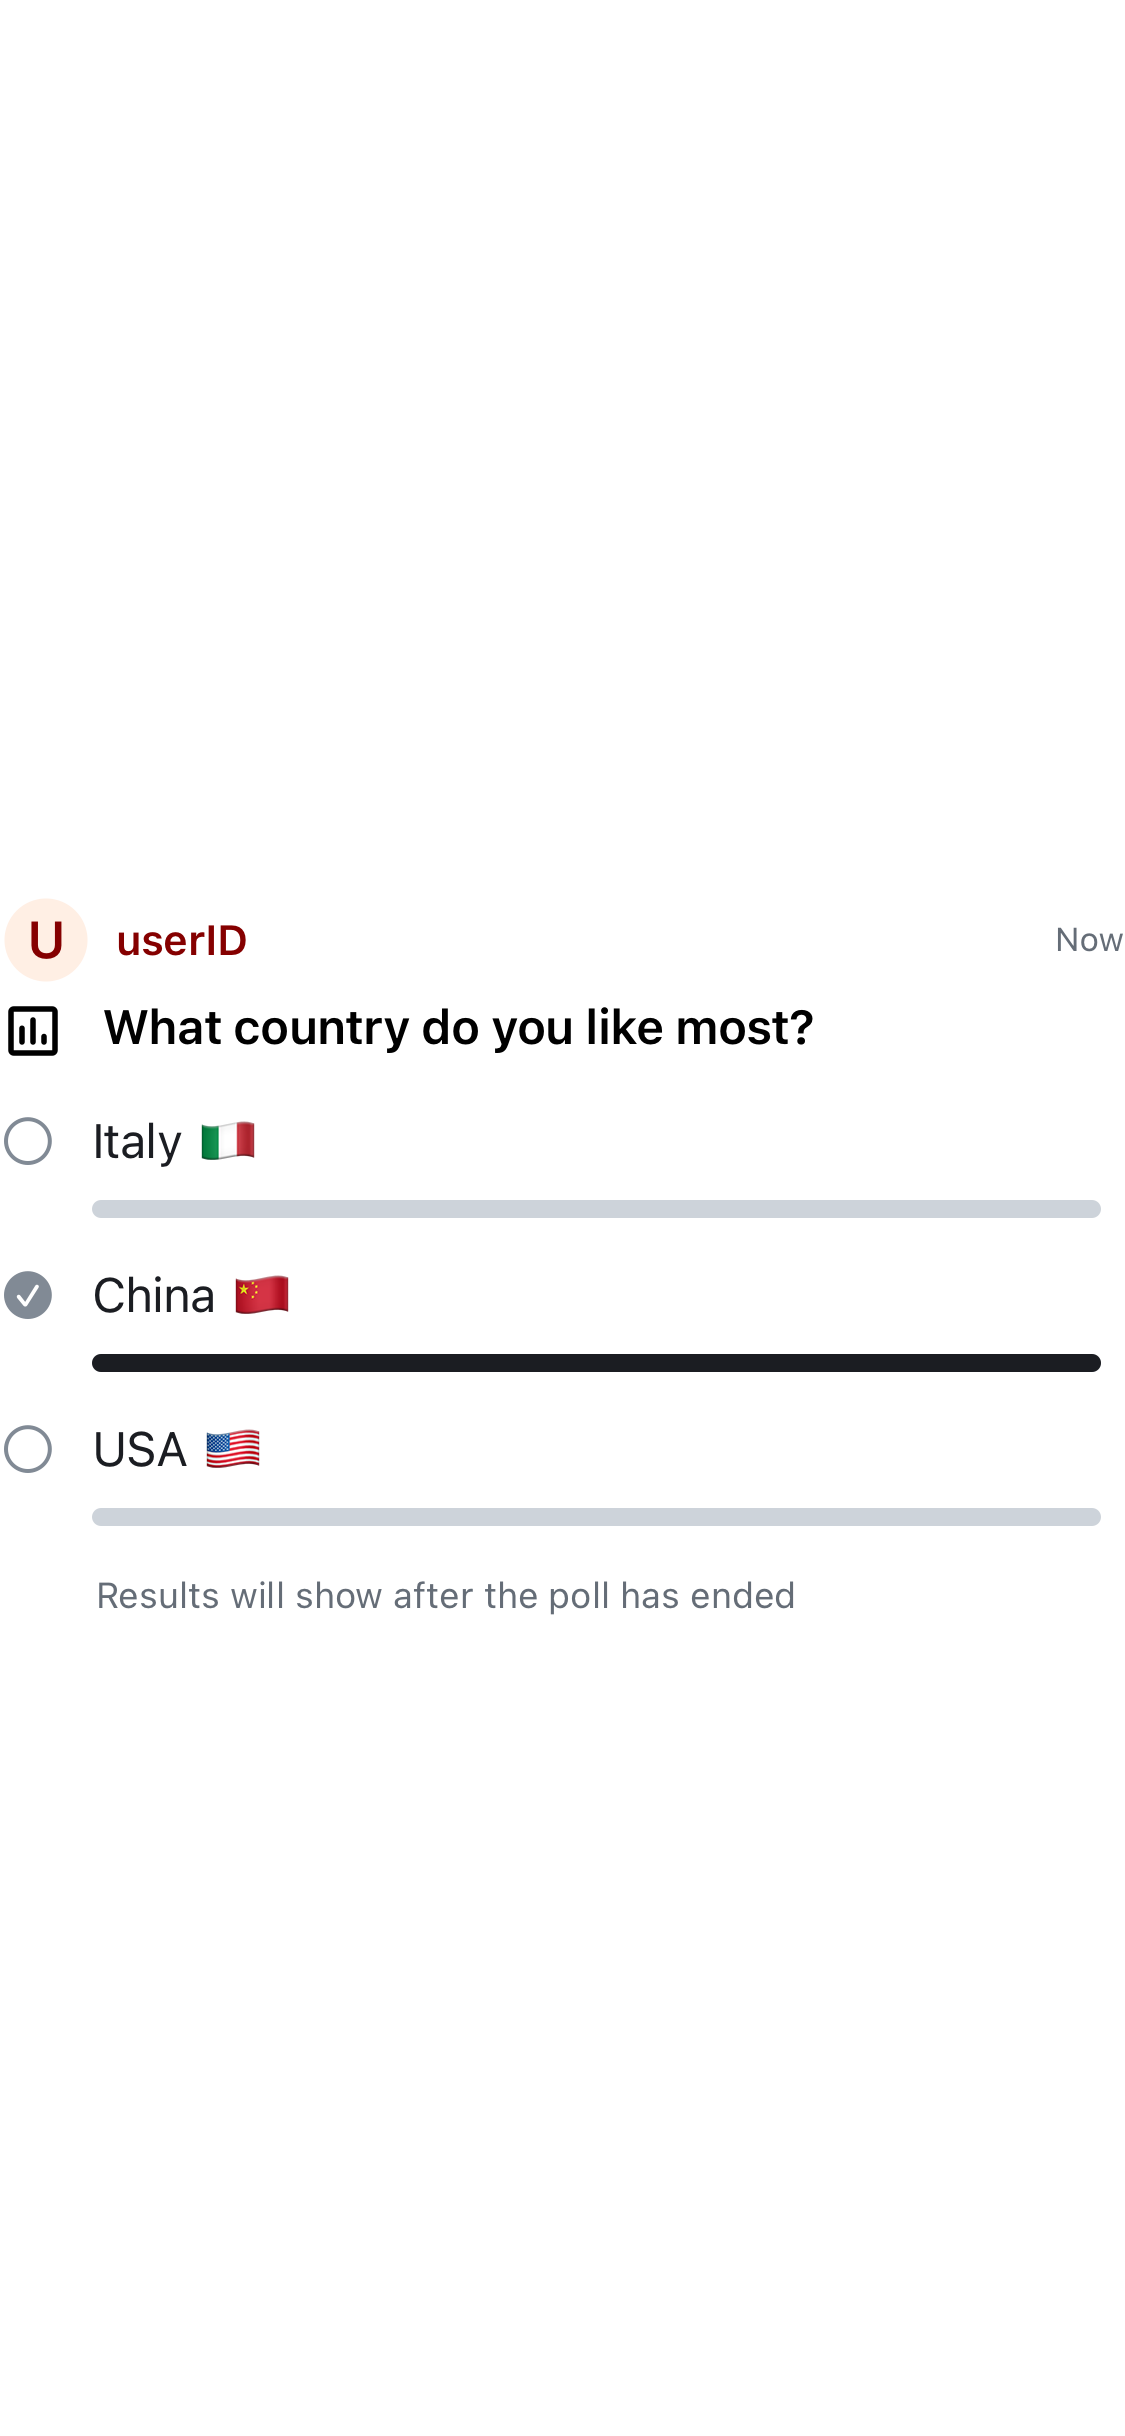 U userID Now
What country do you like most?
Italy 🇮🇹
China 🇨🇳
USA 🇺🇸
Results will show after the poll has ended